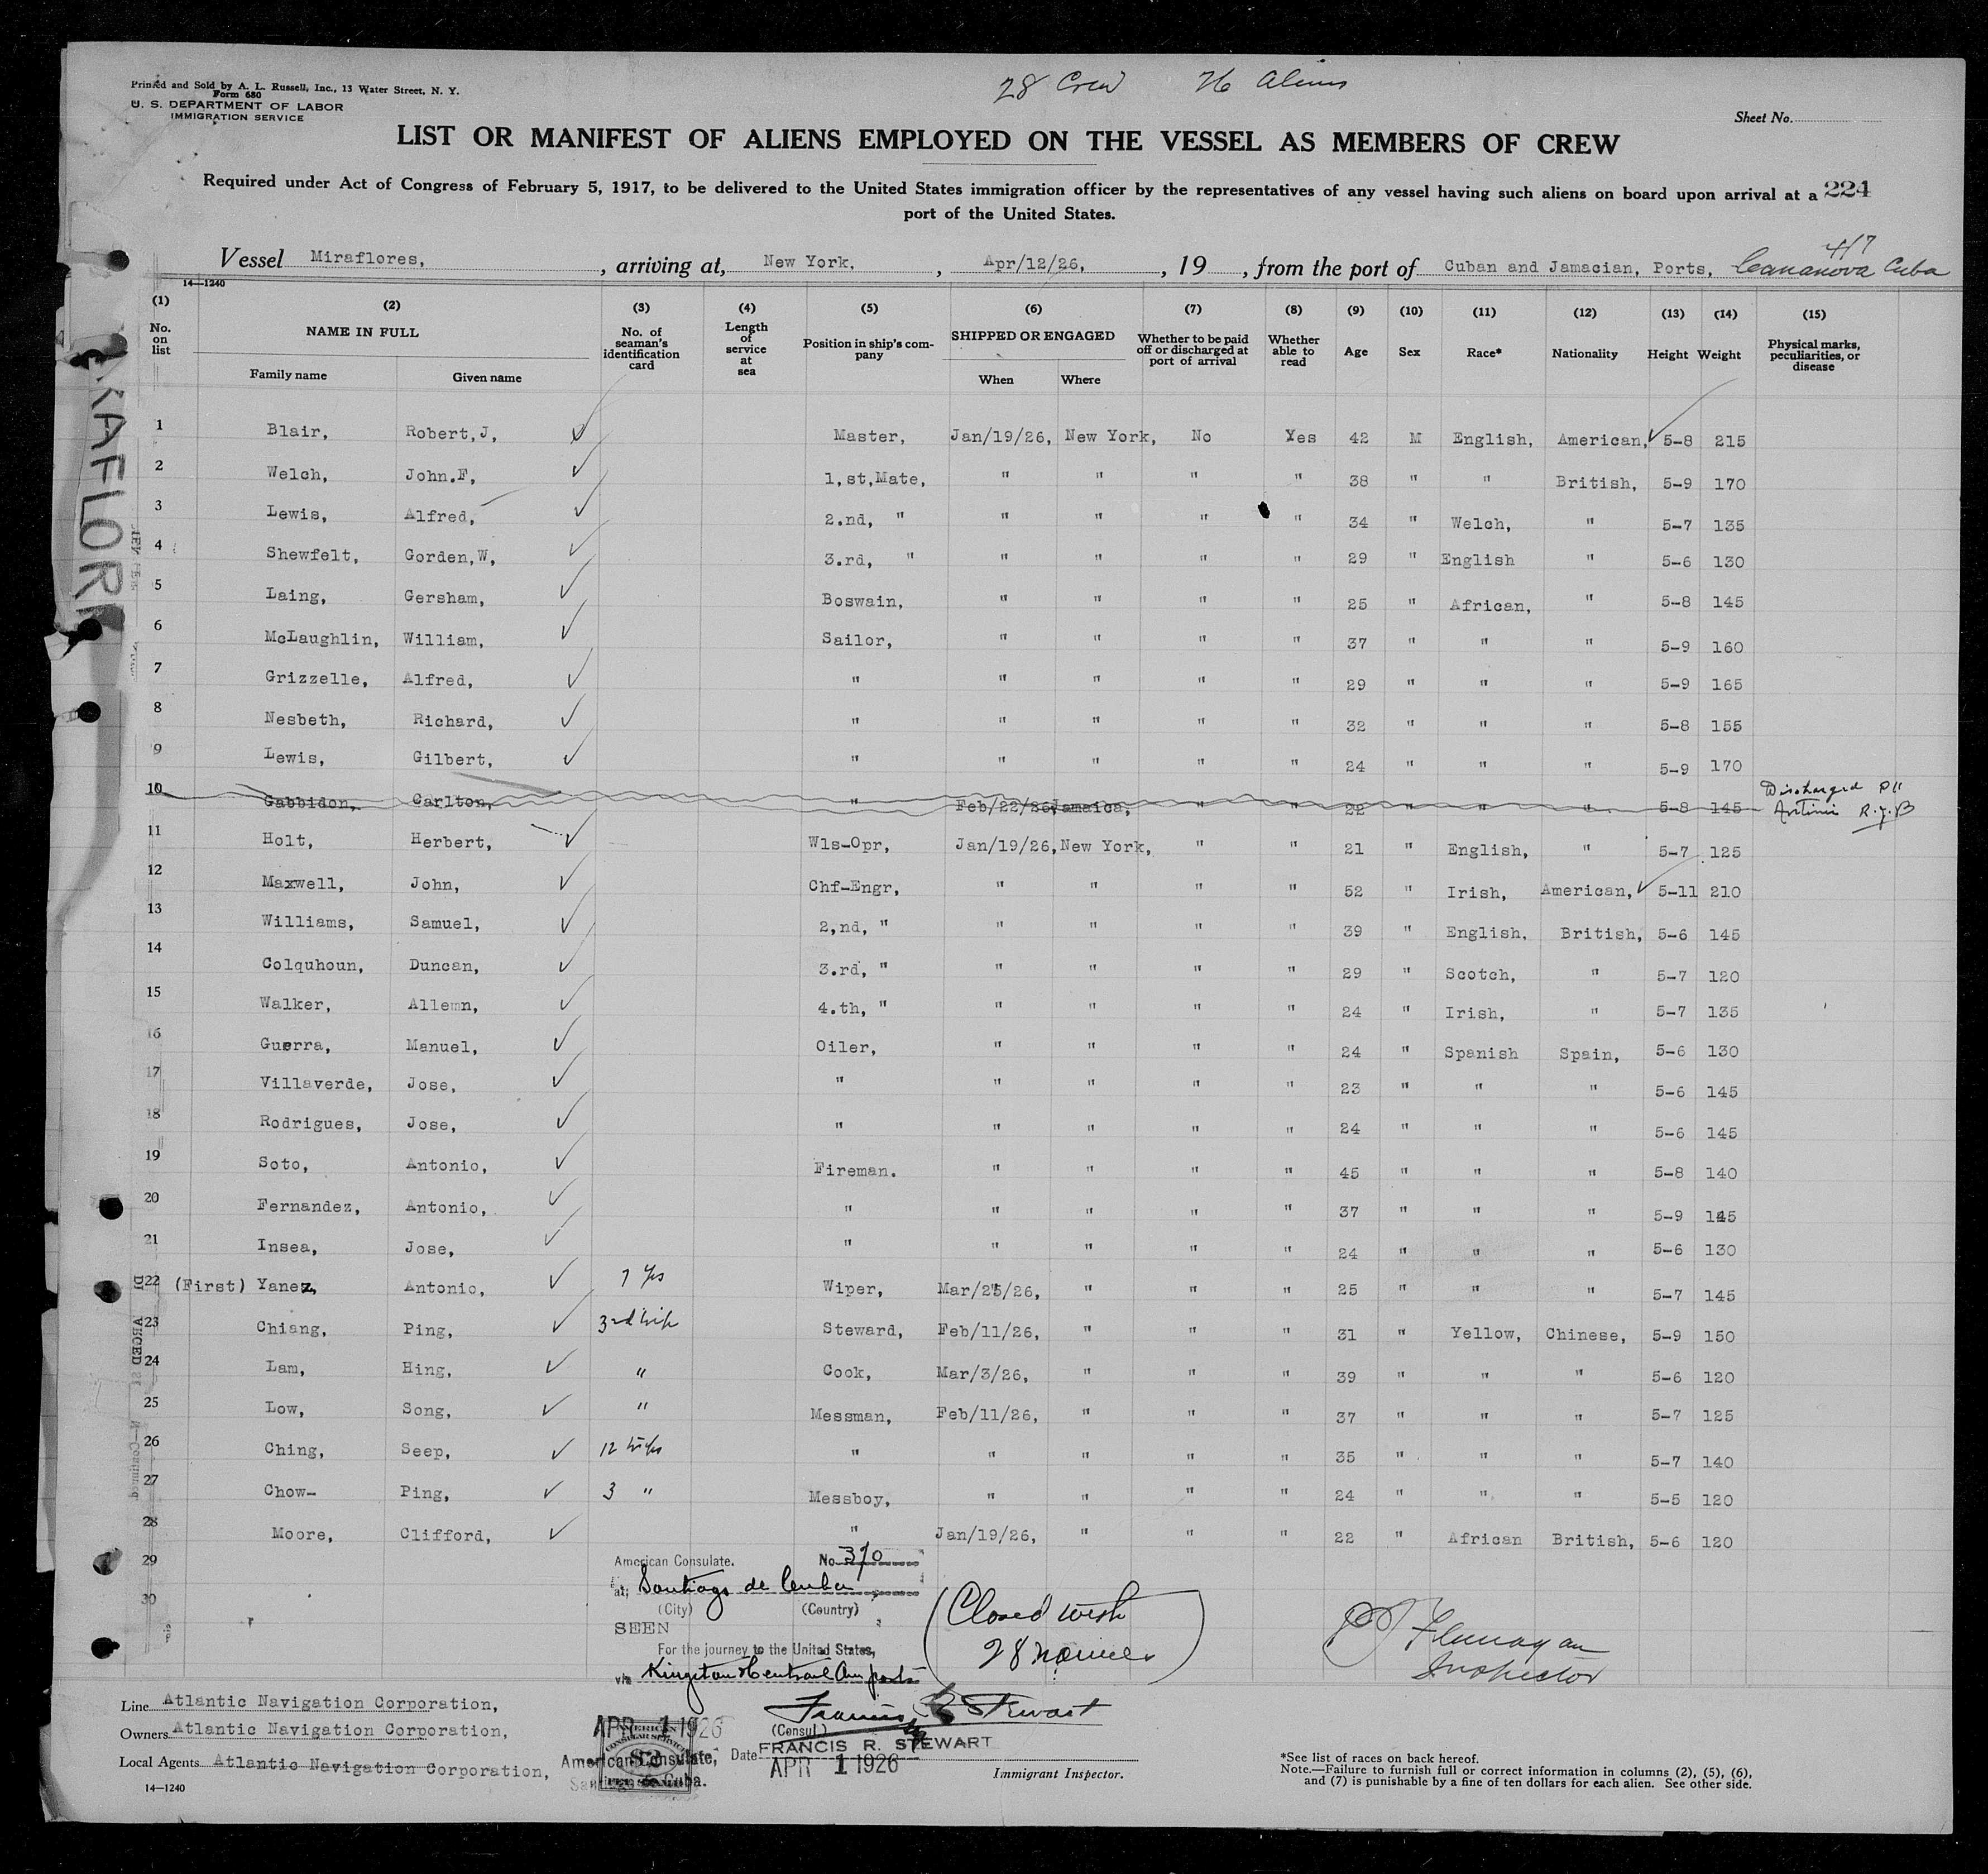 28 Crew 26 Aliens
Printed and Sold by A. L. Russell, Inc., 13 Water Street, N. Y.
Form 680
U. S. DEPARTMENT OF LABOR
IMMIGRATION SERVICE
Sheet No.
LIST OR MANIFEST OF ALIENS EMPLOYED ON THE VESSEL AS MEMBERS OF CREW
Required under Act of Congress of February 5, 1917, to be delivered to the United States immigration officer by the representatives of any vessel having such aliens on board upon arrival at a 224
port of the United States.
4/7
Vessel Miraflores, , arriving at, New York, , Apr/12/26, , 19 , from the port of Cuban and Jamacian, Ports, Cuba
14—1240
(1) (2) (3) (4) (5) (6) (7) (8) (9) (10) (11) (12) (13) (14) (15)
No. on list NAME IN FULL Family name Given name No. of seaman's identification card Length of service at sea Position in ship's company SHIPPED OR ENGAGED When Where Whether to be paid off or discharged at port of arrival Whether able to read Age Sex Race* Nationality Height Weight Physical marks, peculiarities, or disease
1 Blair, Robert,J, ✓ Master, Jan/19/26, New York, No Yes 42 M English, American,✓ 5-8 215
2 Welch, John.F, ✓ 1,st,Mate, " " " " 38 " " British, 5-9 170
3 Lewis, Alfred, ✓ 2.nd, " " " " " 34 " Welch, " 5-7 135
4 Shewfelt, Gorden,W, ✓ 3.rd, " " " " " 29 " English " 5-6 130
5 Laing, Gersham, ✓ Boswain, " " " " 25 " African, " 5-8 145
6 McLaughlin, William, ✓ Sailor, " " " " 37 " " " 5-9 160
7 Grizzelle, Alfred, ✓ " " " " " 29 " " " 5-9 165
8 Nesbeth, Richard, ✓ " " " " " 32 " " " 5-8 155
9 Lewis, Gilbert, ✓ " " " " " 24 " " " 5-9 170
10 Gabbidon, Carlton, " Feb/22/26,Jamaica, " " 22 " " " 5-8 145 Discharged Pt
Antonio R.J.B
11 Holt, Herbert, ✓ Wls-Opr, Jan/19/26,New York, " " 21 " English, " 5-7 125
12 Maxwell, John, ✓ Chf-Engr, " " " " 52 " Irish, American,✓ 5-11 210
13 Williams, Samuel, ✓ 2,nd, " " " " " 39 " English, British, 5-6 145
14 Colquhoun, Duncan, ✓ 3.rd, " " " " " 29 " Scotch, " 5-7 120
15 Walker, Allemn, ✓ 4.th, " " " " " 24 " Irish, " 5-7 135
16 Guerra, Manuel, ✓ Oiler, " " " " 24 " Spanish Spain, 5-6 130
17 Villaverde, Jose, ✓ " " " " " 23 " " " 5-6 145
18 Rodrigues, Jose, ✓ " " " " " 24 " " " 5-6 145
19 Soto, Antonio, ✓ Fireman. " " " " 45 " " " 5-8 140
20 Fernandez, Antonio, ✓ " " " " " 37 " " " 5-9 145
21 Insea, Jose, ✓ " " " " " 24 " " " 5-6 130
22 (First) Yanez, Antonio, ✓ 7 Yrs Wiper, Mar/25/26, " " " 25 " " " 5-7 145
23 Chiang, Ping, ✓ 3rd trip Steward, Feb/11/26, " " " 31 " Yellow, Chinese, 5-9 150
24 Lam, Hing, ✓ " Cook, Mar/3/26, " " " 39 " " " 5-6 120
25 Low, Song, ✓ " Messman, Feb/11/26, " " " 37 " " " 5-7 125
26 Ching, Seep, ✓ 12 trips " " " " " 35 " " " 5-7 140
27 Chow- Ping, ✓ 3 " Messboy, " " " " 24 " " " 5-5 120
28 Moore, Clifford, ✓ " Jan/19/26, " " " 22 " African British, 5-6 120
29
30
American Consulate. No 370
at, Santiago de Cuba
(City) (Country)
SEEN
For the journey to the United States,
via Kingston & Central Am ports
(Closed with
28 names)
Flanagan
Inspector
Francis R Stewart
(Consul.)
FRANCIS R. STEWART
Date APR 1 1926
APR 1 1926
American Consulate,
Santiago de Cuba.
AMERICAN
CONSULAR SERVICE
$2
FEE STAMP
Immigrant Inspector.
Line Atlantic Navigation Corporation,
Owners Atlantic Navigation Corporation,
Local Agents Atlantic Navigation Corporation,
14—1240
*See list of races on back hereof.
Note.—Failure to furnish full or correct information in columns (2), (5), (6),
and (7) is punishable by a fine of ten dollars for each alien. See other side.